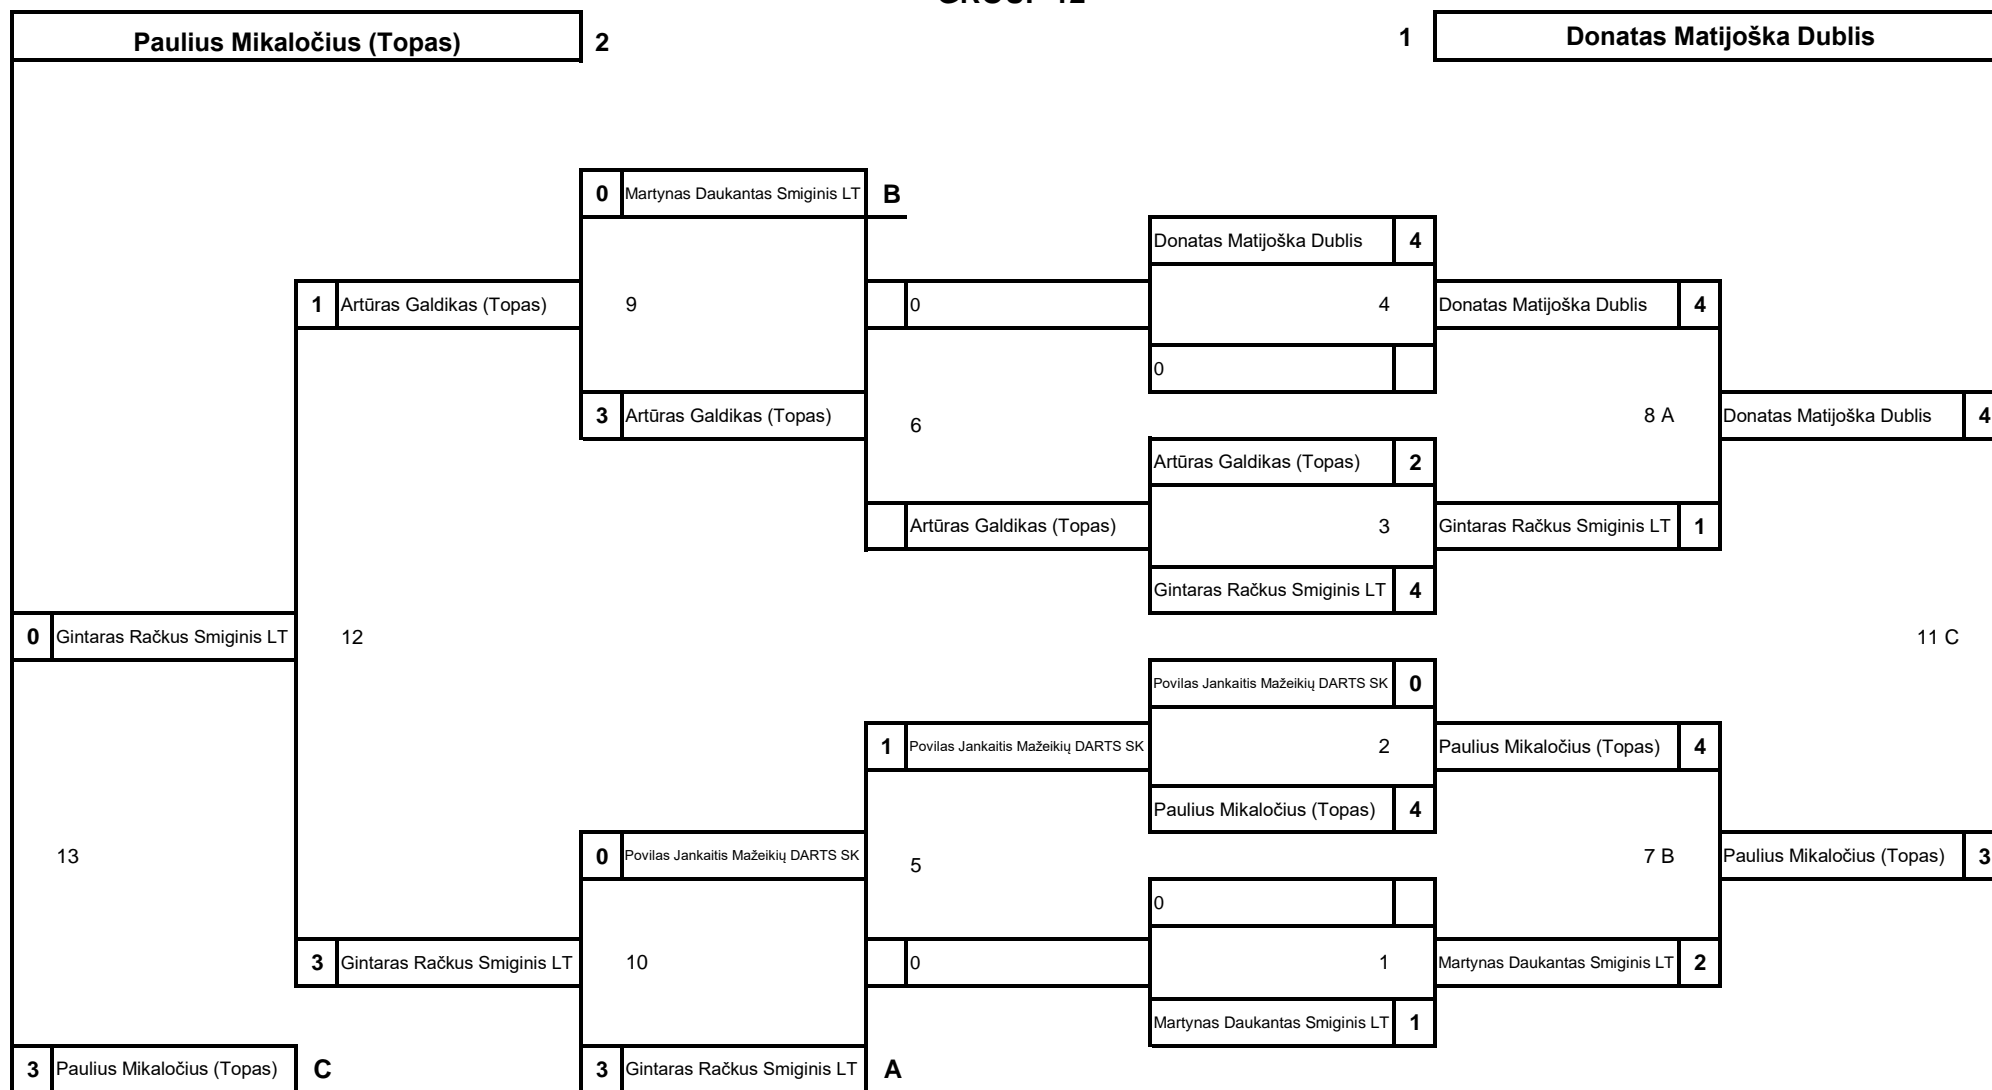 GROUP 12
Paulius Mikaločius (Topas) 2 1 Donatas Matijoška Dublis
0 Martynas Daukantas Smiginis LT B
Donatas Matijoška Dublis 4
1 Artūras Galdikas (Topas) 9 0 4 Donatas Matijoška Dublis 4
0
3 Artūras Galdikas (Topas) 6 8 A Donatas Matijoška Dublis 4
Artūras Galdikas (Topas) 2
Artūras Galdikas (Topas) 3 Gintaras Račkus Smiginis LT 1
Gintaras Račkus Smiginis LT 4
0 Gintaras Račkus Smiginis LT 12 11 C
Povilas Jankaitis Mažeikių DARTS SK 0
1 Povilas Jankaitis Mažeikių DARTS SK 2 Paulius Mikaločius (Topas) 4
Paulius Mikaločius (Topas) 4
13 0 Povilas Jankaitis Mažeikių DARTS SK 5 7 B Paulius Mikaločius (Topas) 3
0
3 Gintaras Račkus Smiginis LT 10 0 1 Martynas Daukantas Smiginis LT 2
Martynas Daukantas Smiginis LT 1
3 Paulius Mikaločius (Topas) C 3 Gintaras Račkus Smiginis LT A